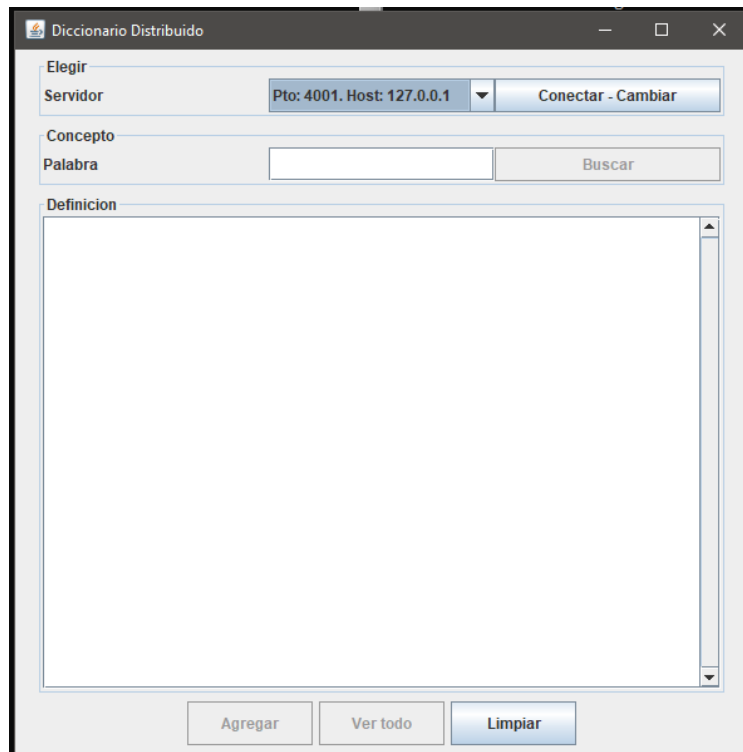 Diccionario Distribuido
Elegir
Servidor Pto: 4001. Host: 127.0.0.1 Conectar - Cambiar
Concepto
Palabra Buscar
Definicion
Agregar Ver todo Limpiar